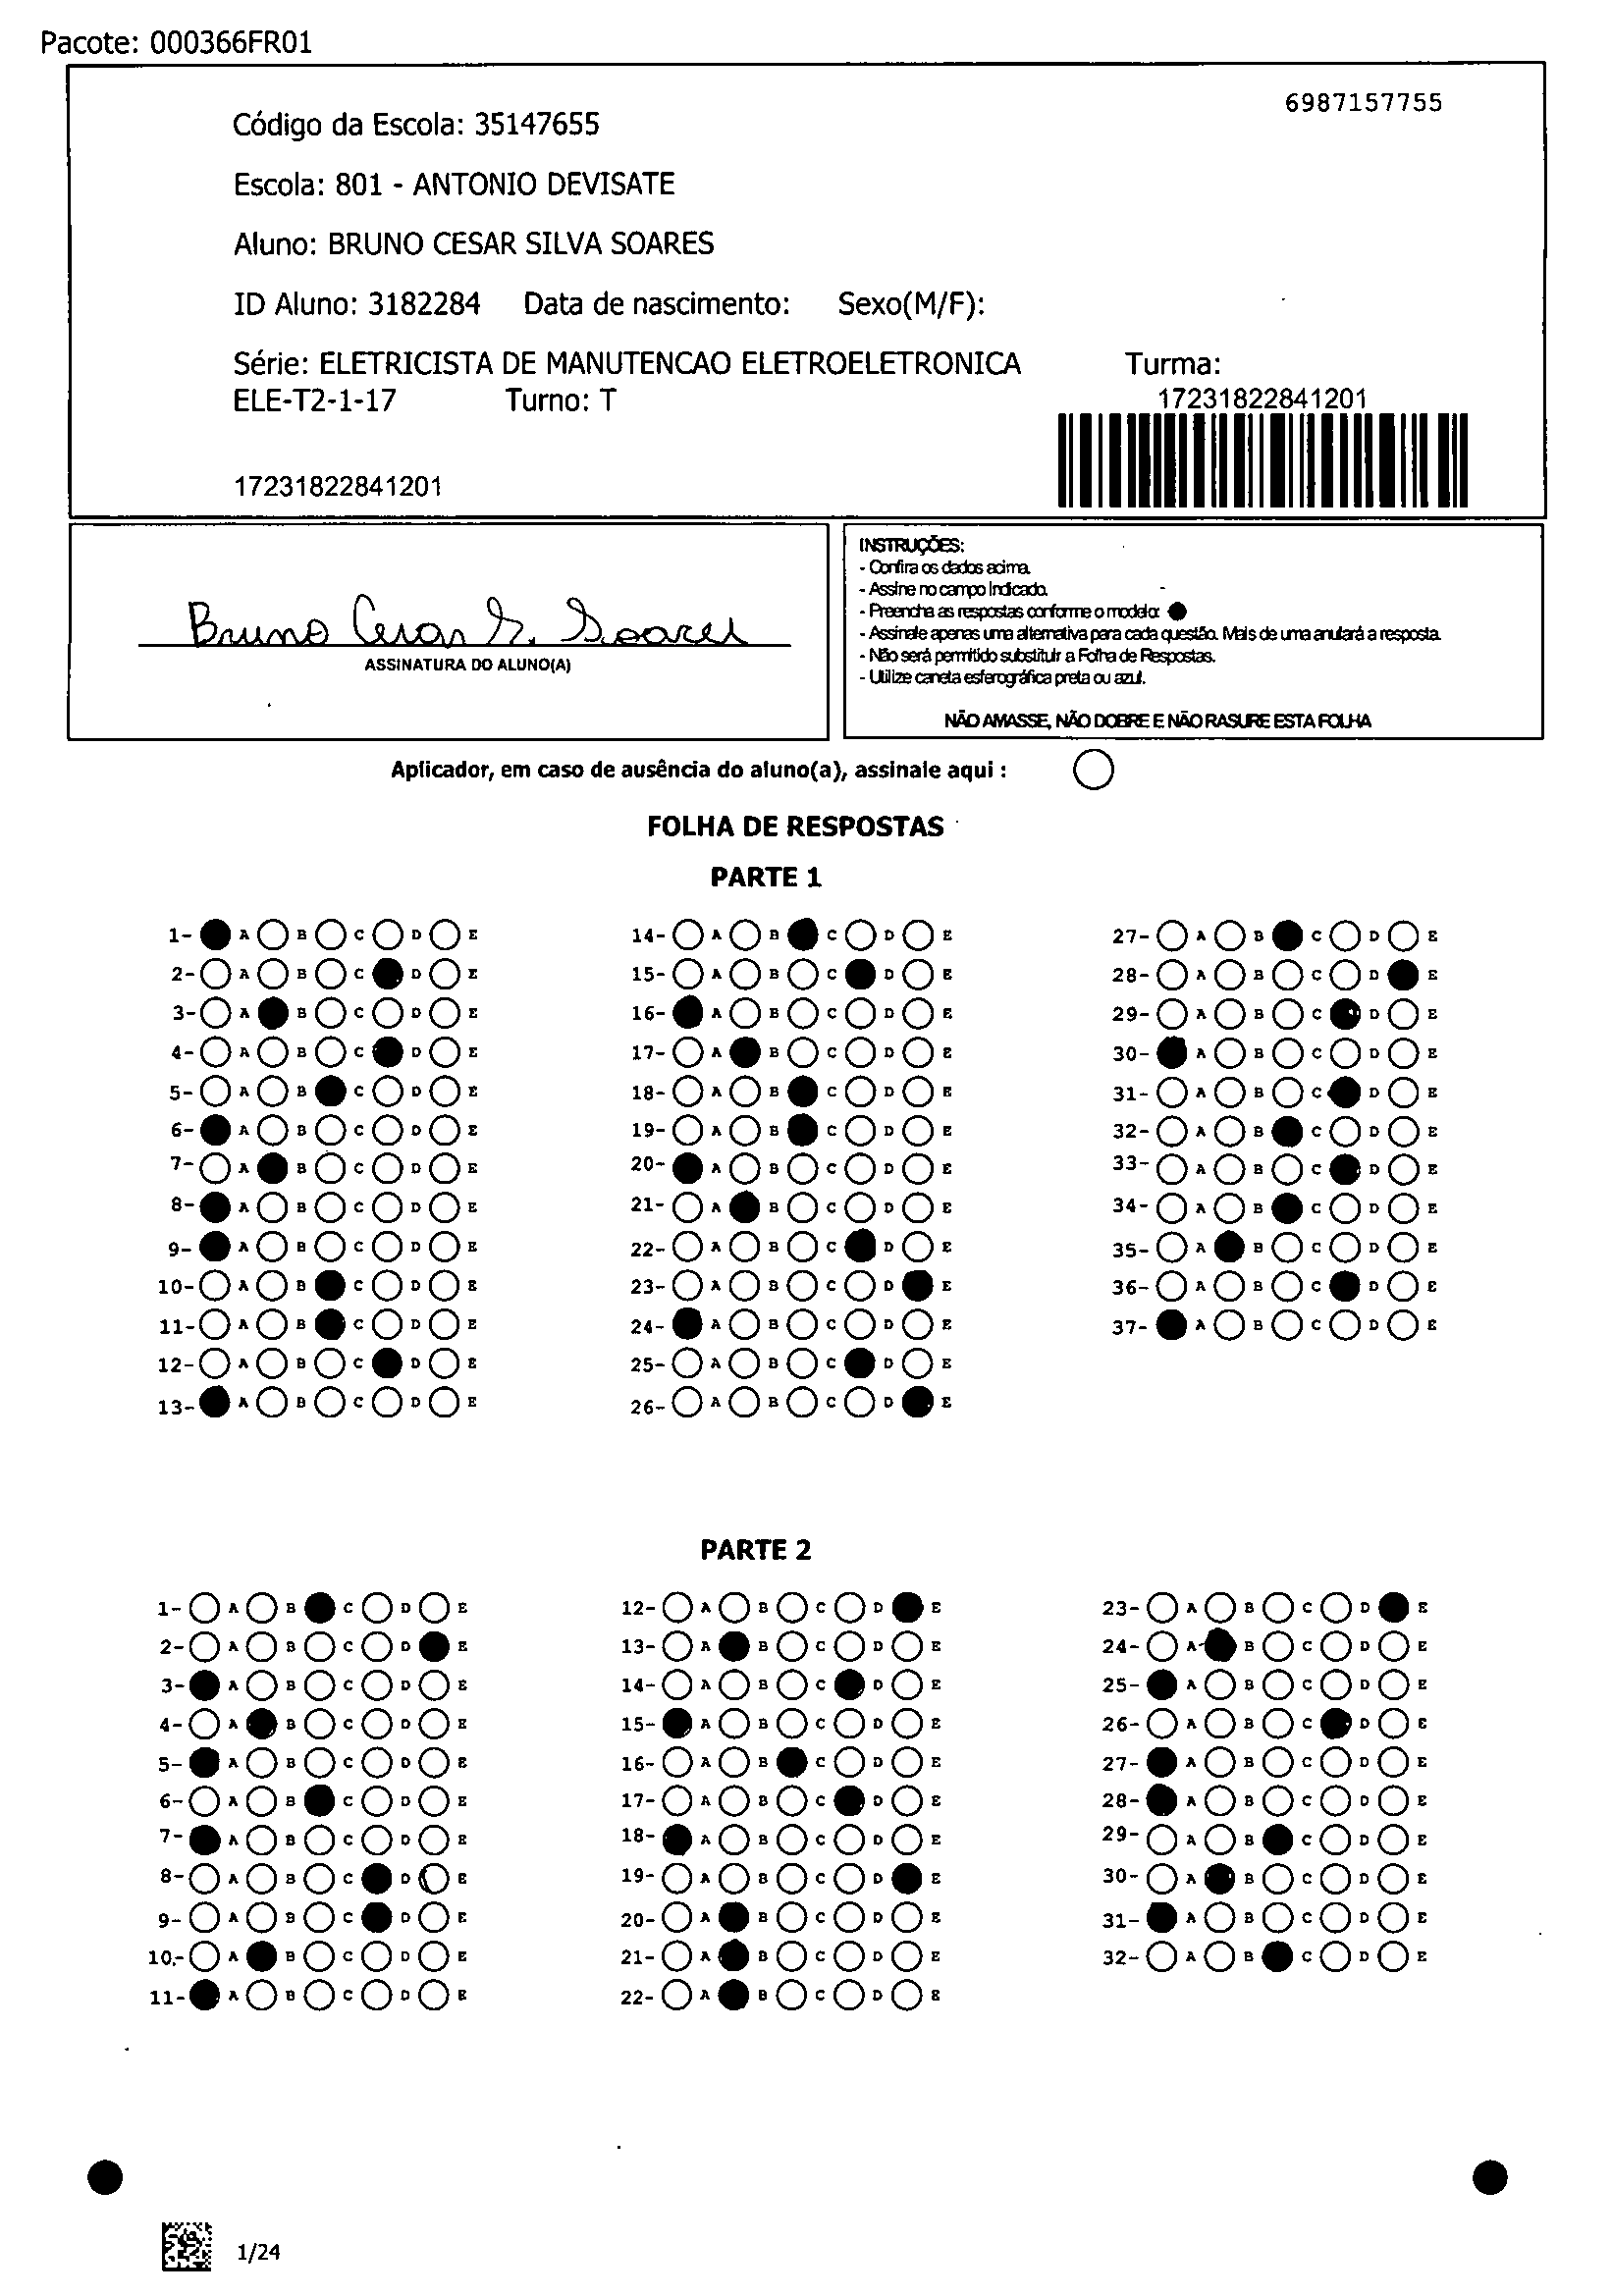 Pacote: 000366FR01
6987157755
Código da Escola: 35147655
Escola: 801 - ANTONIO DEVISATE
Aluno: BRUNO CESAR SILVA SOARES
ID Aluno: 3182284 Data de nascimento: Sexo(M/F):
Série: ELETRICISTA DE MANUTENCAO ELETROELETRONICA Turma:
ELE-T2-1-17 Turno: T
17231822841201
17231822841201
Bruno Cesar S. Soares
ASSINATURA DO ALUNO(A)
INSTRUÇÕES:
- Confira os dados acima.
- Assine no campo indicado.
- Preencha as respostas conforme o modelo:
- Assinale apenas uma alternativa para cada questão. Mais de uma anulará a resposta.
- Não será permitido substituir a Folha de Respostas.
- Utilize caneta esferográfica preta ou azul.
NÃO AMASSE, NÃO DOBRE E NÃO RASURE ESTA FOLHA
Aplicador, em caso de ausência do aluno(a), assinale aqui :
FOLHA DE RESPOSTAS
PARTE 1
1- A B C D E 14- A B C D E 27- A B C D E
2- A B C D E 15- A B C D E 28- A B C D E
3- A B C D E 16- A B C D E 29- A B C D E
4- A B C D E 17- A B C D E 30- A B C D E
5- A B C D E 18- A B C D E 31- A B C D E
6- A B C D E 19- A B C D E 32- A B C D E
7- A B C D E 20- A B C D E 33- A B C D E
8- A B C D E 21- A B C D E 34- A B C D E
9- A B C D E 22- A B C D E 35- A B C D E
10- A B C D E 23- A B C D E 36- A B C D E
11- A B C D E 24- A B C D E 37- A B C D E
12- A B C D E 25- A B C D E
13- A B C D E 26- A B C D E
PARTE 2
1- A B C D E 12- A B C D E 23- A B C D E
2- A B C D E 13- A B C D E 24- A B C D E
3- A B C D E 14- A B C D E 25- A B C D E
4- A B C D E 15- A B C D E 26- A B C D E
5- A B C D E 16- A B C D E 27- A B C D E
6- A B C D E 17- A B C D E 28- A B C D E
7- A B C D E 18- A B C D E 29- A B C D E
8- A B C D E 19- A B C D E 30- A B C D E
9- A B C D E 20- A B C D E 31- A B C D E
10- A B C D E 21- A B C D E 32- A B C D E
11- A B C D E 22- A B C D E
1/24